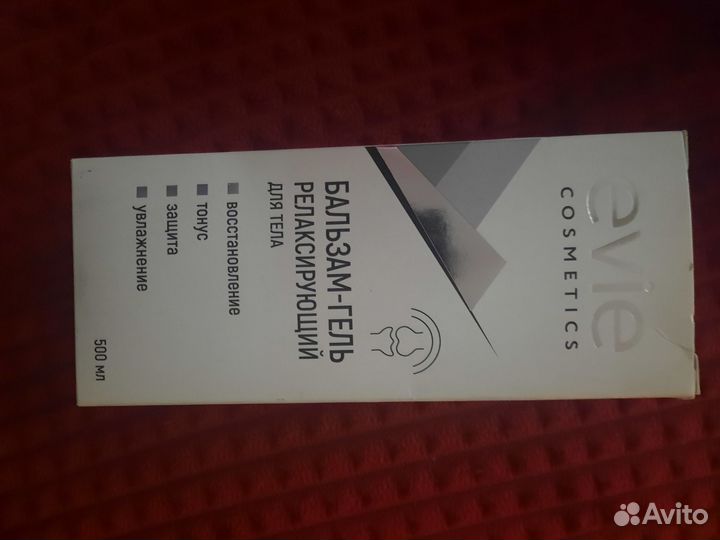 evie
COSMETICS
БАЛЬЗАМ-ГЕЛЬ
РЕЛАКСИРУЮЩИЙ
ДЛЯ ТЕЛА
восстановление
тонус
защита
увлажнение
500 мл
Avito